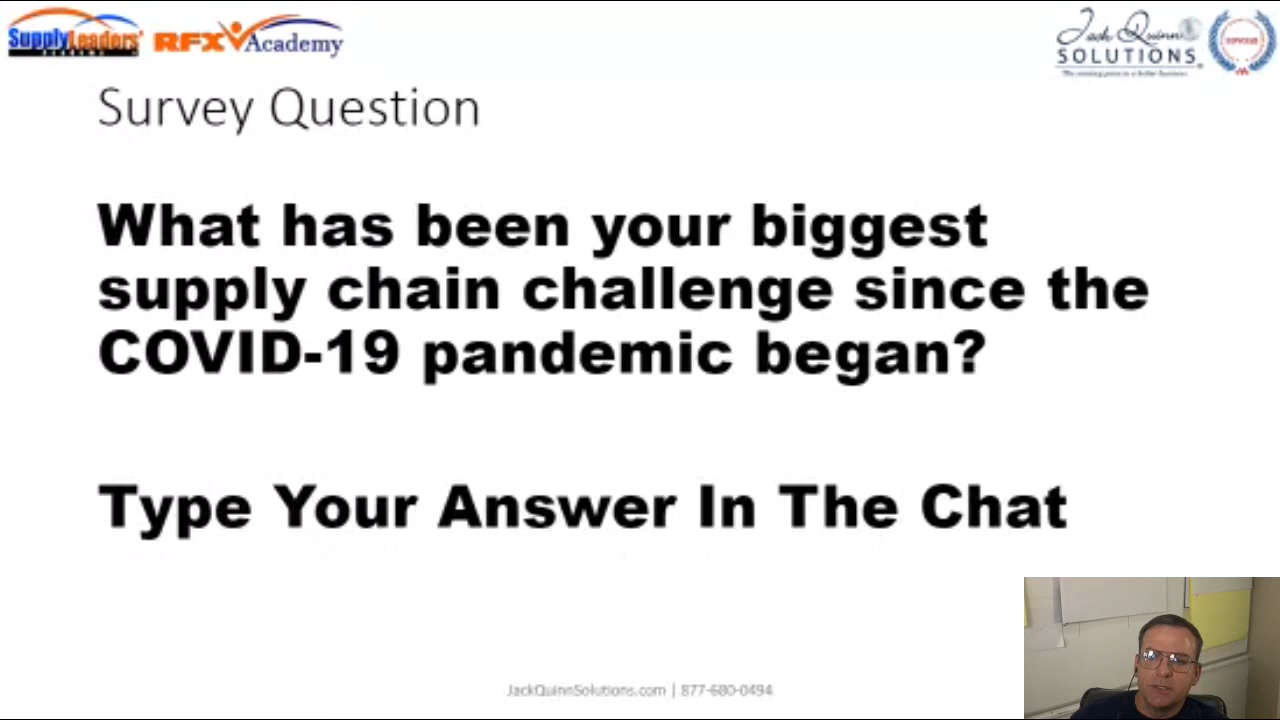 SupplyLeaders'
ACADEMY
RFX Academy
Jack Quinn
SOLUTIONS
Survey Question
What has been your biggest
supply chain challenge since the
COVID-19 pandemic began?
Type Your Answer In The Chat
JackQuinnSolutions.com | 877-680-0494